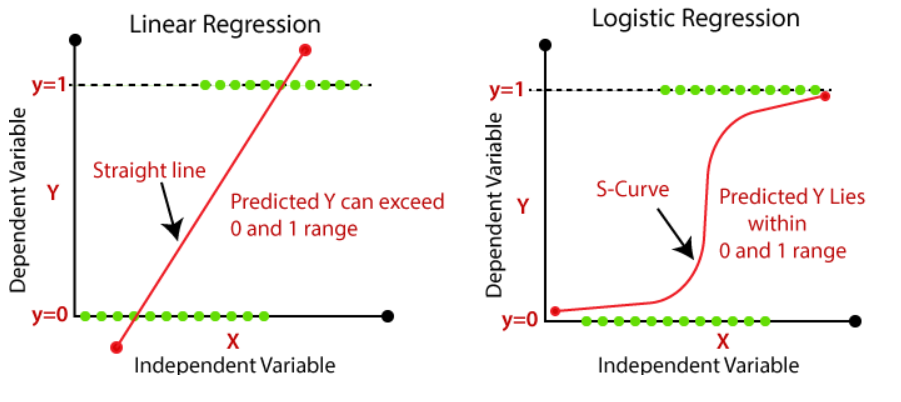 Linear Regression
y=1
Dependent Variable
Y
Straight line
Predicted Y can exceed
0 and 1 range
y=0
X
Independent Variable
Logistic Regression
y=1
Dependent Variable
Y
S-Curve
Predicted Y Lies
within
0 and 1 range
y=0
X
Independent Variable